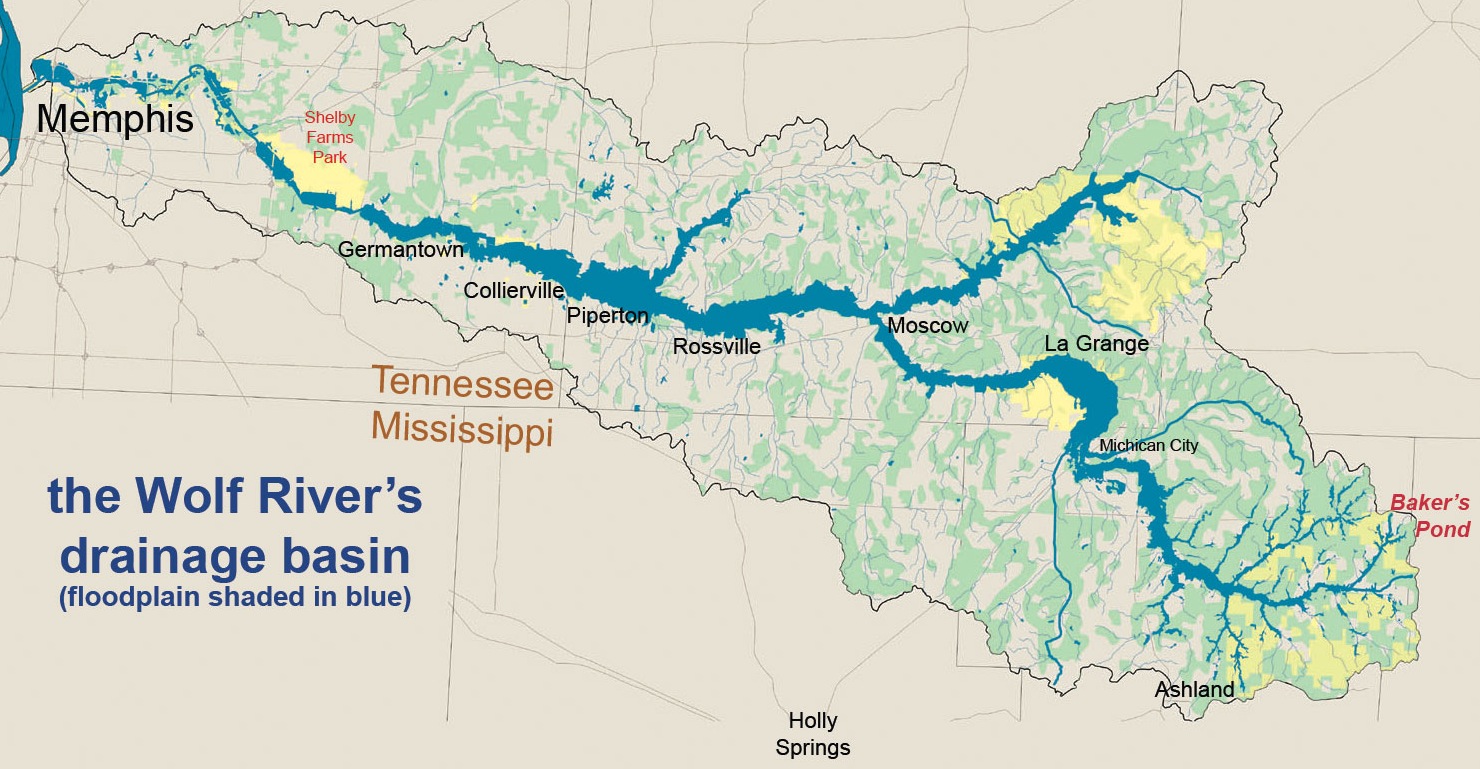 Memphis
Shelby
Farms
Park
Germantown
Collierville
Piperton
Rossville
Moscow
La Grange
Tennessee
Mississippi
Michican City
the Wolf River's
drainage basin
(floodplain shaded in blue)
Baker's
Pond
Ashland
Holly
Springs